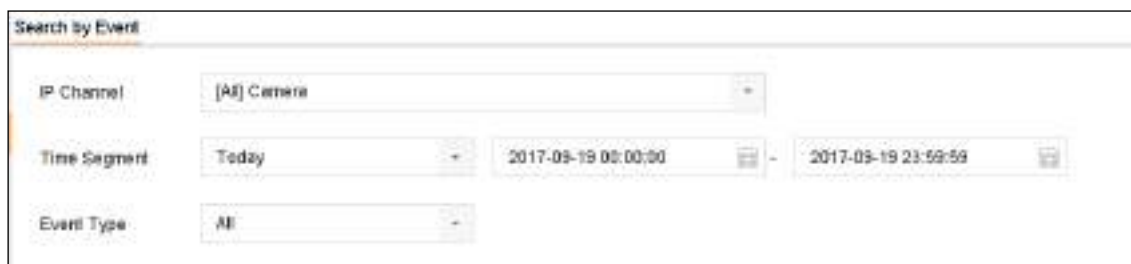 Search by Event
IP Channel [All] Camera
Time Segment Today 2017-09-19 00:00:00 - 2017-09-19 23:59:59
Event Type All